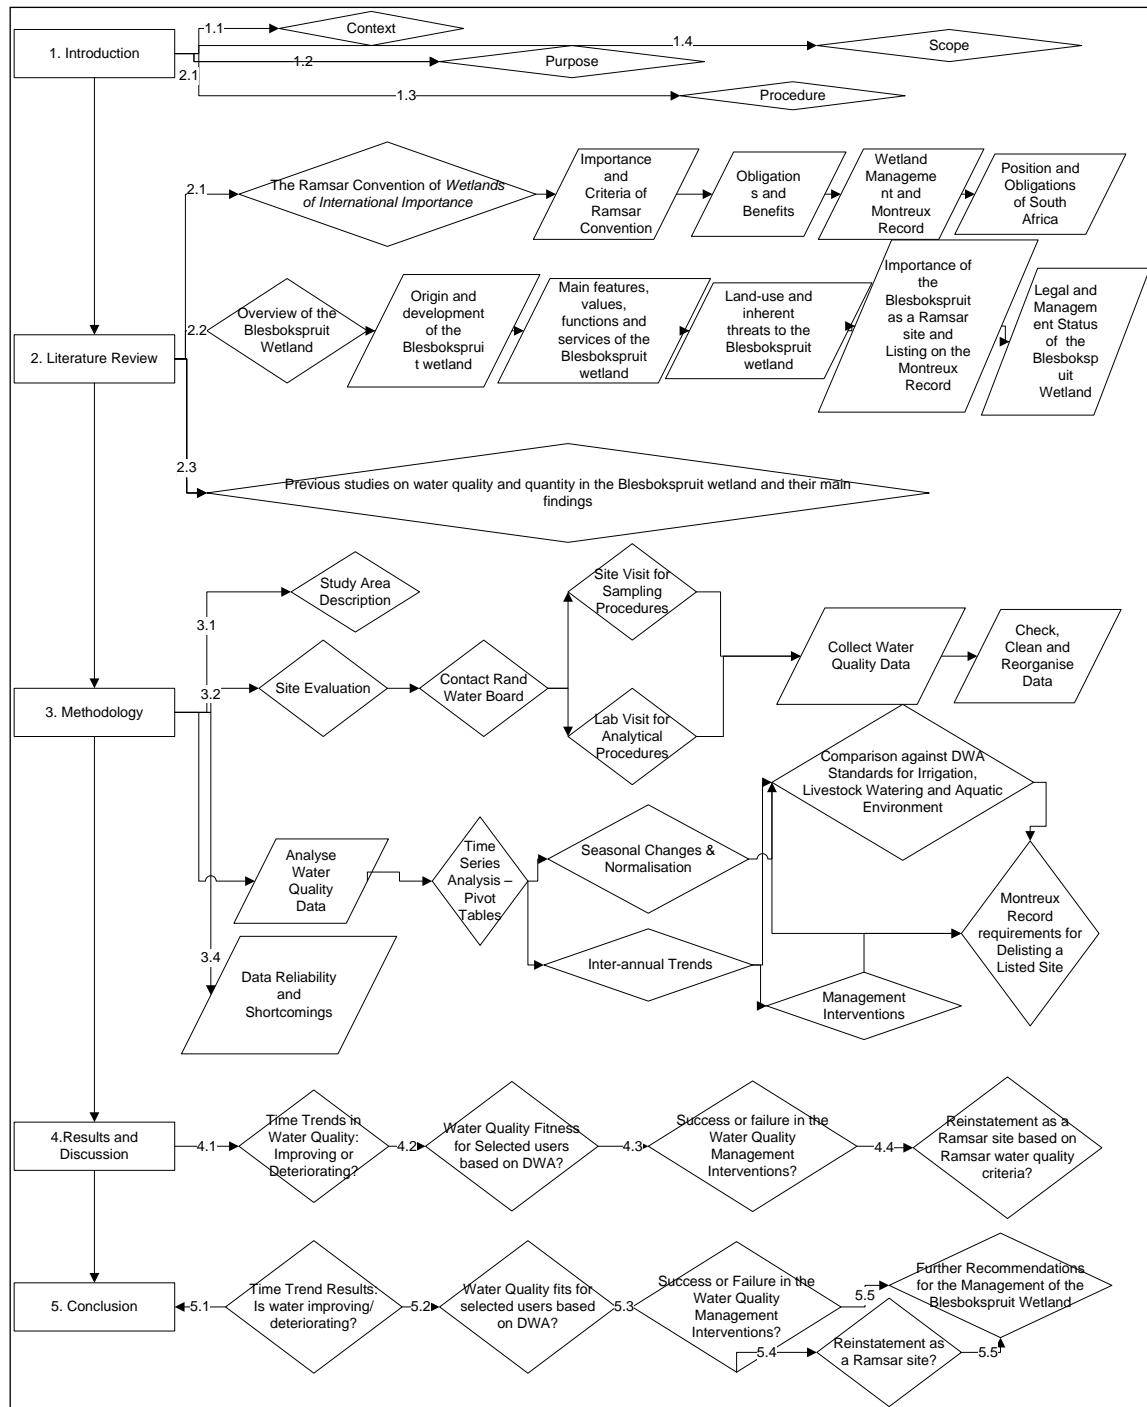 1. Introduction
1.1
Context
1.4
Scope
1.2
Purpose
2.1
1.3
Procedure
2.1
The Ramsar Convention of Wetlands
of International Importance
Importance
and
Criteria of
Ramsar
Convention
Obligation
s and
Benefits
Wetland
Manageme
nt and
Montreux
Record
Position and
Obligations
of South
Africa
2. Literature Review
2.2
Overview of the
Blesbokspruit
Wetland
Origin and
development
of the
Blesboksprui
t wetland
Main features,
values,
functions and
services of the
Blesbokspruit
wetland
Land-use and
inherent
threats to the
Blesbokspruit
wetland
Importance of
the
Blesbokspruit
as a Ramsar
site and
Listing on the
Montreux
Record
Legal and
Managem
ent Status
of the
Blesboksp
uit
Wetland
2.3
Previous studies on water quality and quantity in the Blesbokspruit wetland and their main
findings
3. Methodology
3.1
Study Area
Description
3.2
Site Evaluation
Contact Rand
Water Board
Site Visit for
Sampling
Procedures
Lab Visit for
Analytical
Procedures
Collect Water
Quality Data
Check,
Clean and
Reorganise
Data
Analyse
Water
Quality
Data
Time
Series
Analysis –
Pivot
Tables
Seasonal Changes &
Normalisation
Inter-annual Trends
Comparison against DWA
Standards for Irrigation,
Livestock Watering and Aquatic
Environment
Management
Interventions
Montreux
Record
requirements for
Delisting a
Listed Site
3.4
Data Reliability
and
Shortcomings
4.Results and
Discussion
4.1
Time Trends in
Water Quality:
Improving or
Deteriorating?
4.2
Water Quality Fitness
for Selected users
based on DWA?
4.3
Success or failure in the
Water Quality
Management
Interventions?
4.4
Reinstatement as a
Ramsar site based on
Ramsar water quality
criteria?
5. Conclusion
5.1
Time Trend Results:
Is water improving/
deteriorating?
5.2
Water Quality fits for
selected users based
on DWA?
5.3
Success or Failure in the
Water Quality
Management
Interventions?
5.5
Further Recommendations
for the Management of the
Blesbokspruit Wetland
5.4
Reinstatement as
a Ramsar site?
5.5